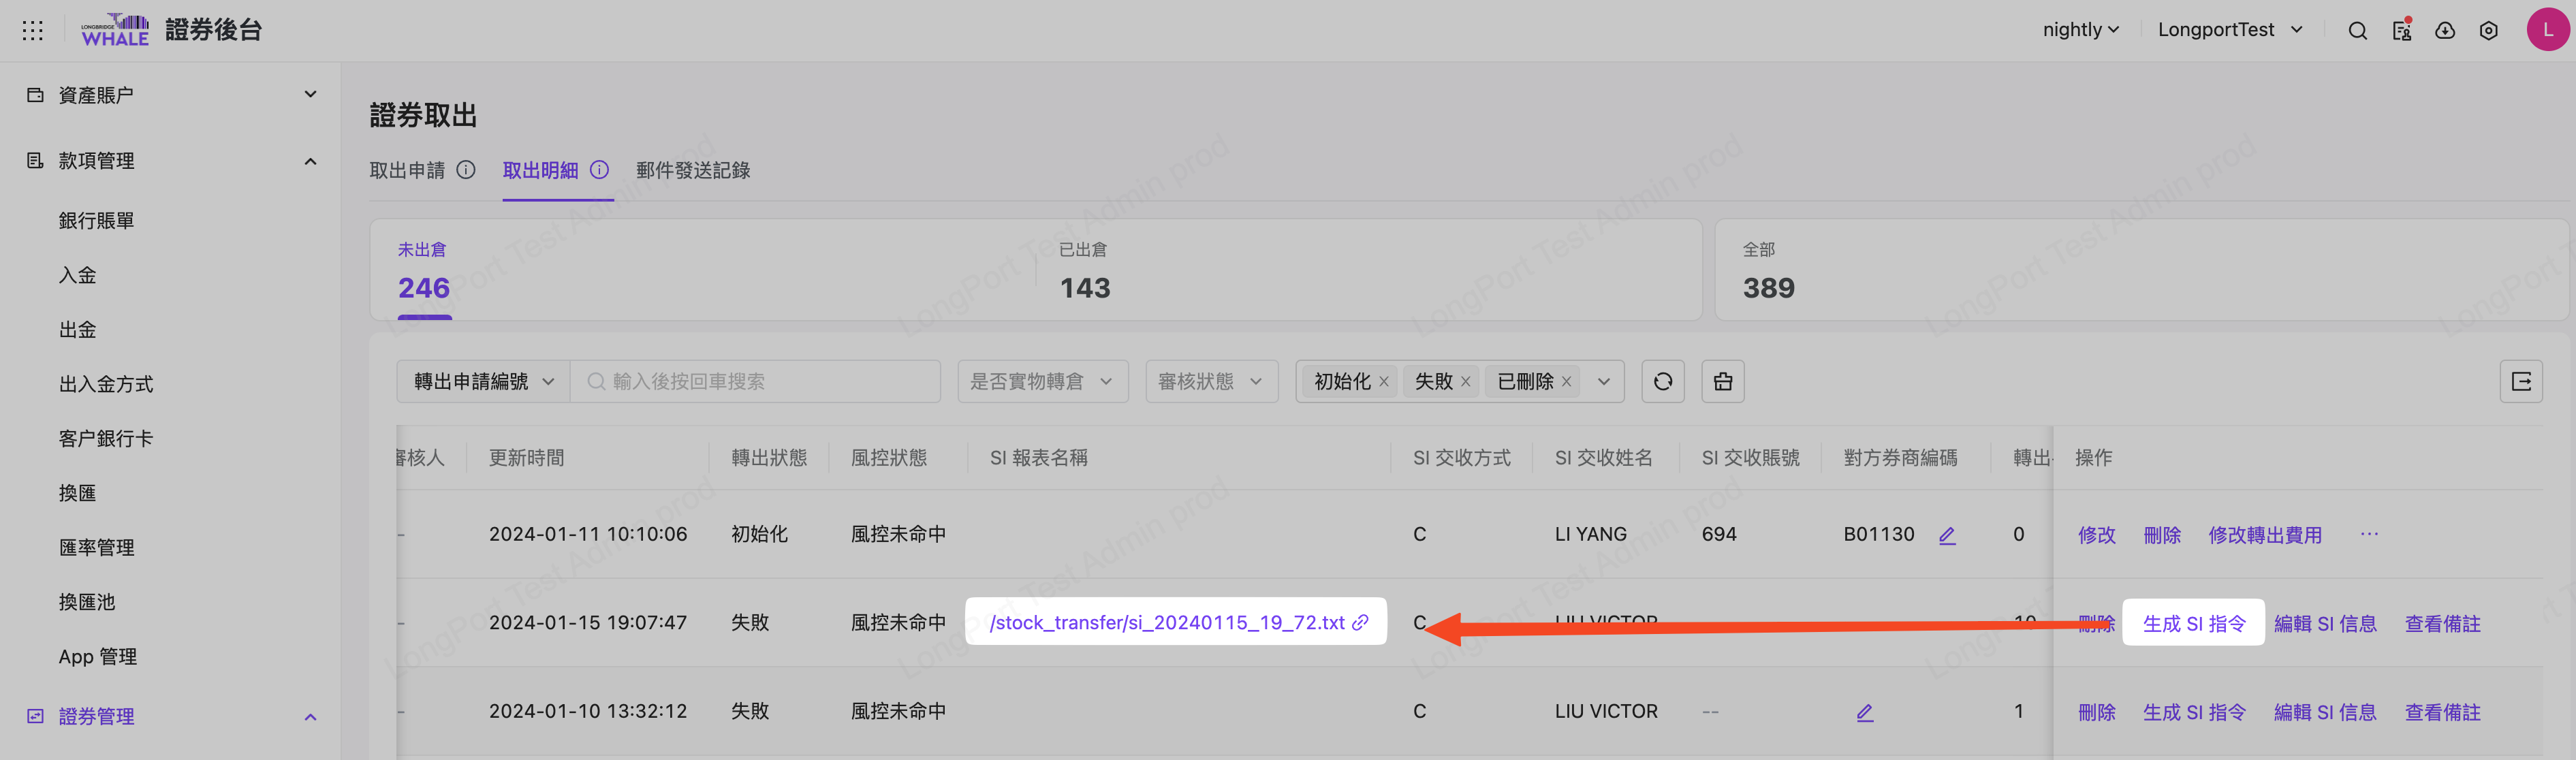 LONGBRIDGE
WHALE
證券後台
nightly
LongportTest
L
資產賬户
款項管理
銀行賬單
入金
出金
出入金方式
客户銀行卡
換匯
匯率管理
換匯池
App 管理
證券管理
證券取出
取出申請 取出明細 郵件發送記錄
未出倉 已出倉 全部
246 143 389
轉出申請編號 輸入後按回車搜索 是否實物轉倉 審核狀態 初始化 × 失敗 × 已刪除 ×
審核人 更新時間 轉出狀態 風控狀態 SI 報表名稱 SI 交收方式 SI 交收姓名 SI 交收賬號 對方券商編碼 轉出 操作
- 2024-01-11 10:10:06 初始化 風控未命中 C LI YANG 694 B01130 0 修改 刪除 修改轉出費用 ···
- 2024-01-15 19:07:47 失敗 風控未命中 /stock_transfer/si_20240115_19_72.txt C LIU VICTOR 10 刪除 生成 SI 指令 編輯 SI 信息 查看備註
- 2024-01-10 13:32:12 失敗 風控未命中 C LIU VICTOR -- 1 刪除 生成 SI 指令 編輯 SI 信息 查看備註
LongPort Test Admin prod